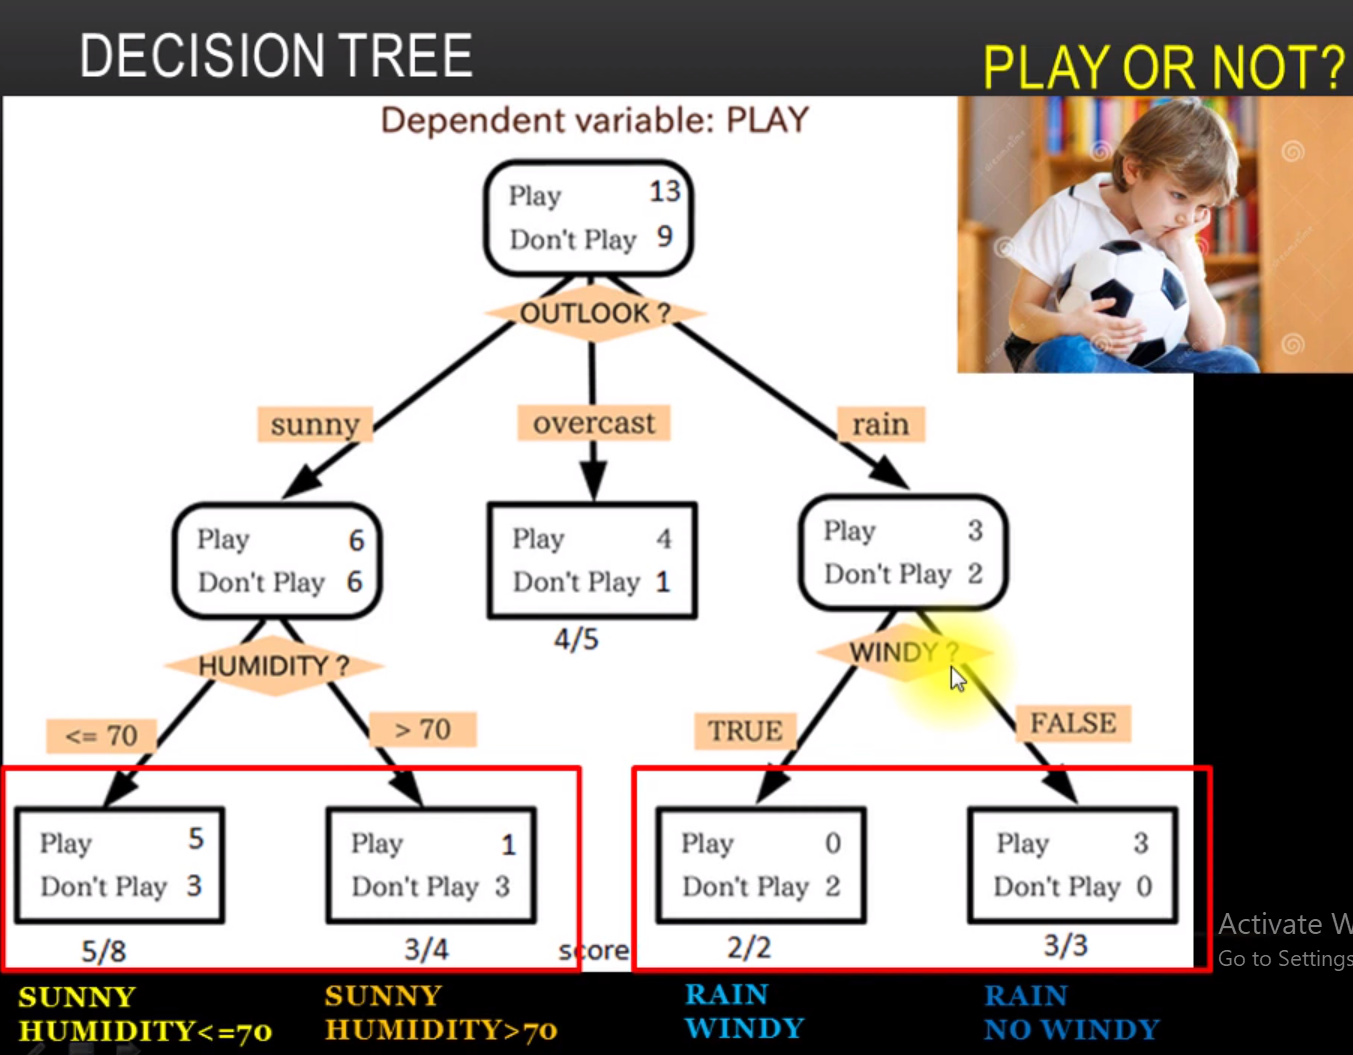 DECISION TREE
PLAY OR NOT?
Dependent variable: PLAY
Play 13
Don't Play 9
OUTLOOK ?
sunny
overcast
rain
Play 6
Don't Play 6
Play 4
Don't Play 1
4/5
Play 3
Don't Play 2
HUMIDITY ?
WINDY ?
<= 70
> 70
TRUE
FALSE
Play 5
Don't Play 3
5/8
Play 1
Don't Play 3
3/4
score
Play 0
Don't Play 2
2/2
Play 3
Don't Play 0
3/3
Activate W
Go to Settings
SUNNY
HUMIDITY<=70
SUNNY
HUMIDITY>70
RAIN
WINDY
RAIN
NO WINDY